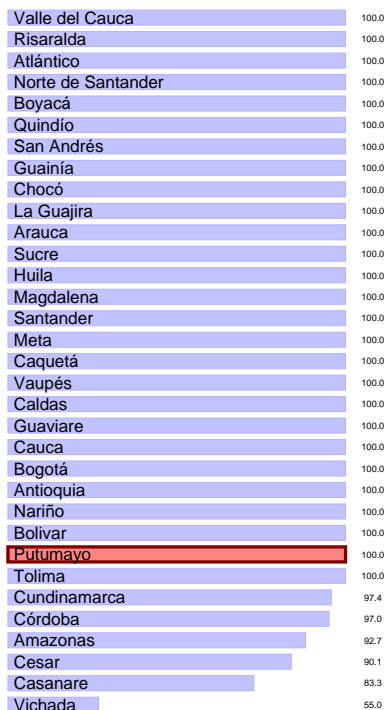 Valle del Cauca 100.0
Risaralda 100.0
Atlántico 100.0
Norte de Santander 100.0
Boyacá 100.0
Quindío 100.0
San Andrés 100.0
Guainía 100.0
Chocó 100.0
La Guajira 100.0
Arauca 100.0
Sucre 100.0
Huila 100.0
Magdalena 100.0
Santander 100.0
Meta 100.0
Caquetá 100.0
Vaupés 100.0
Caldas 100.0
Guaviare 100.0
Cauca 100.0
Bogotá 100.0
Antioquia 100.0
Nariño 100.0
Bolivar 100.0
Putumayo 100.0
Tolima 100.0
Cundinamarca 97.4
Córdoba 97.0
Amazonas 92.7
Cesar 90.1
Casanare 83.3
Vichada 55.0